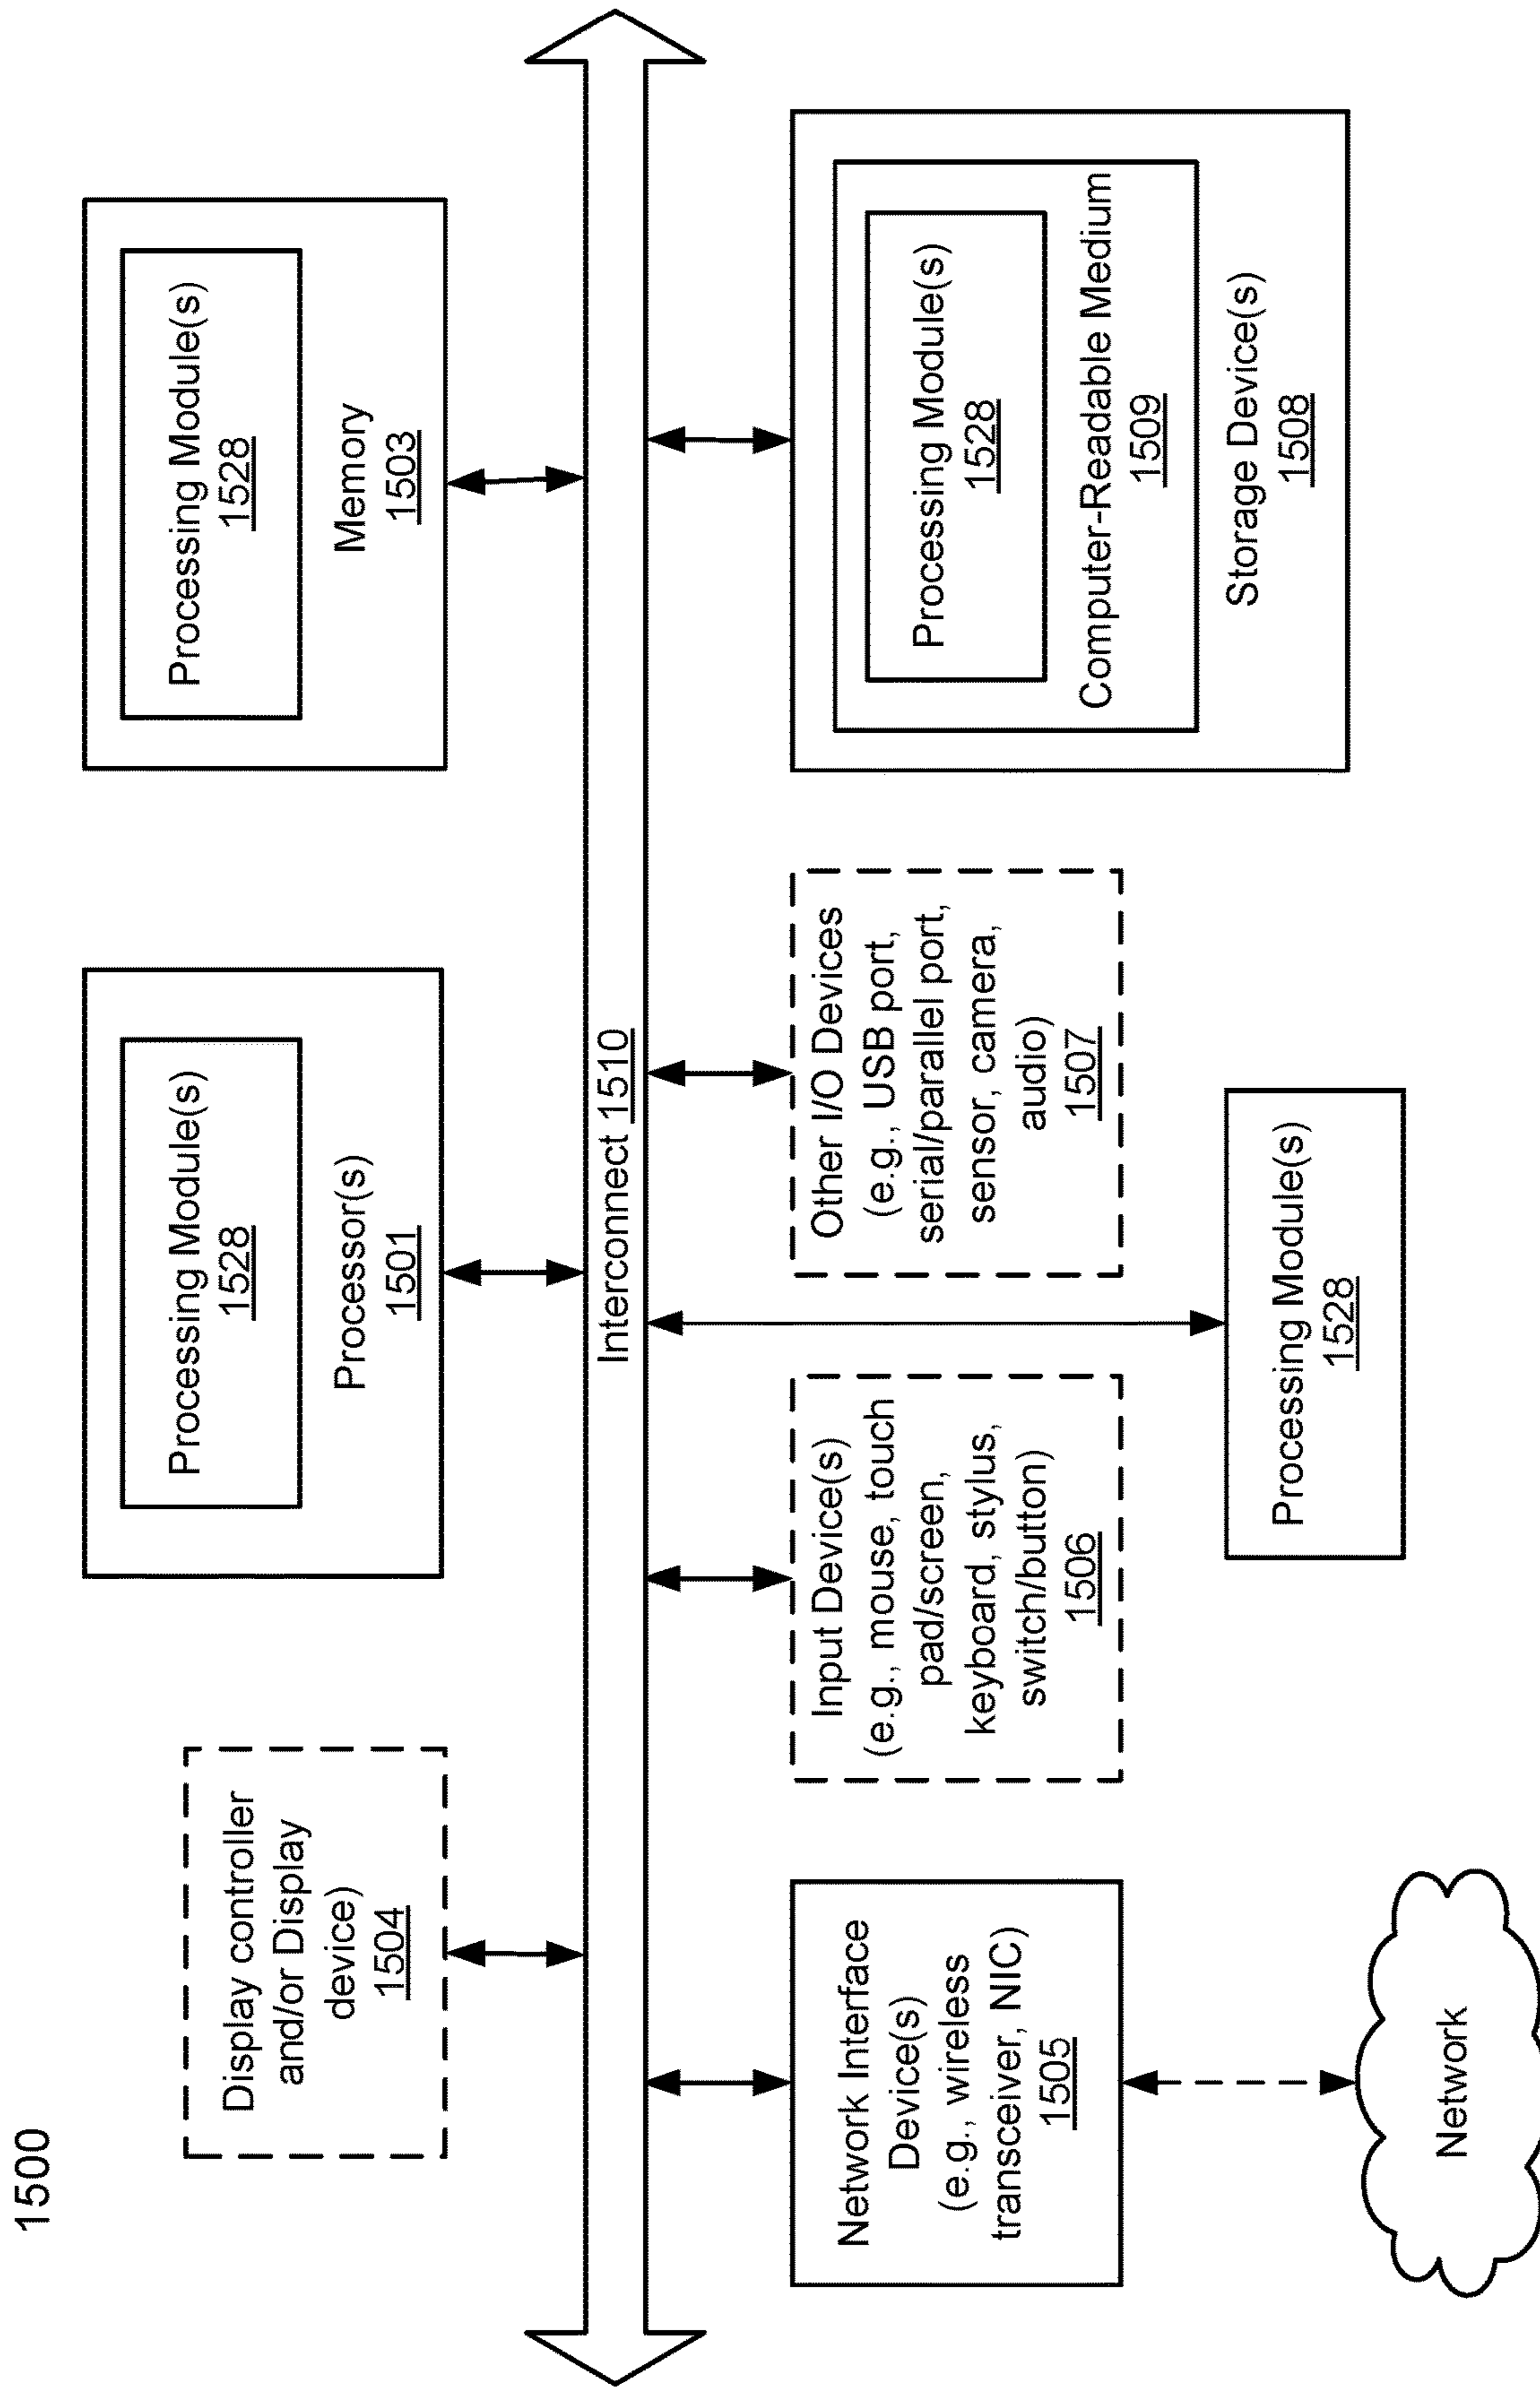 1500
Display controller
and/or Display
device)
1504
Processing Module(s)
1528
Processor(s)
1501
Processing Module(s)
1528
Memory
1503
Interconnect 1510
Network Interface
Device(s)
(e.g., wireless
transceiver, NIC)
1505
Input Device(s)
(e.g., mouse, touch
pad/screen,
keyboard, stylus,
switch/button)
1506
Other I/O Devices
(e.g., USB port,
serial/parallel port,
sensor, camera,
audio)
1507
Processing Module(s)
1528
Computer-Readable Medium
1509
Storage Device(s)
1508
Processing Module(s)
1528
Network